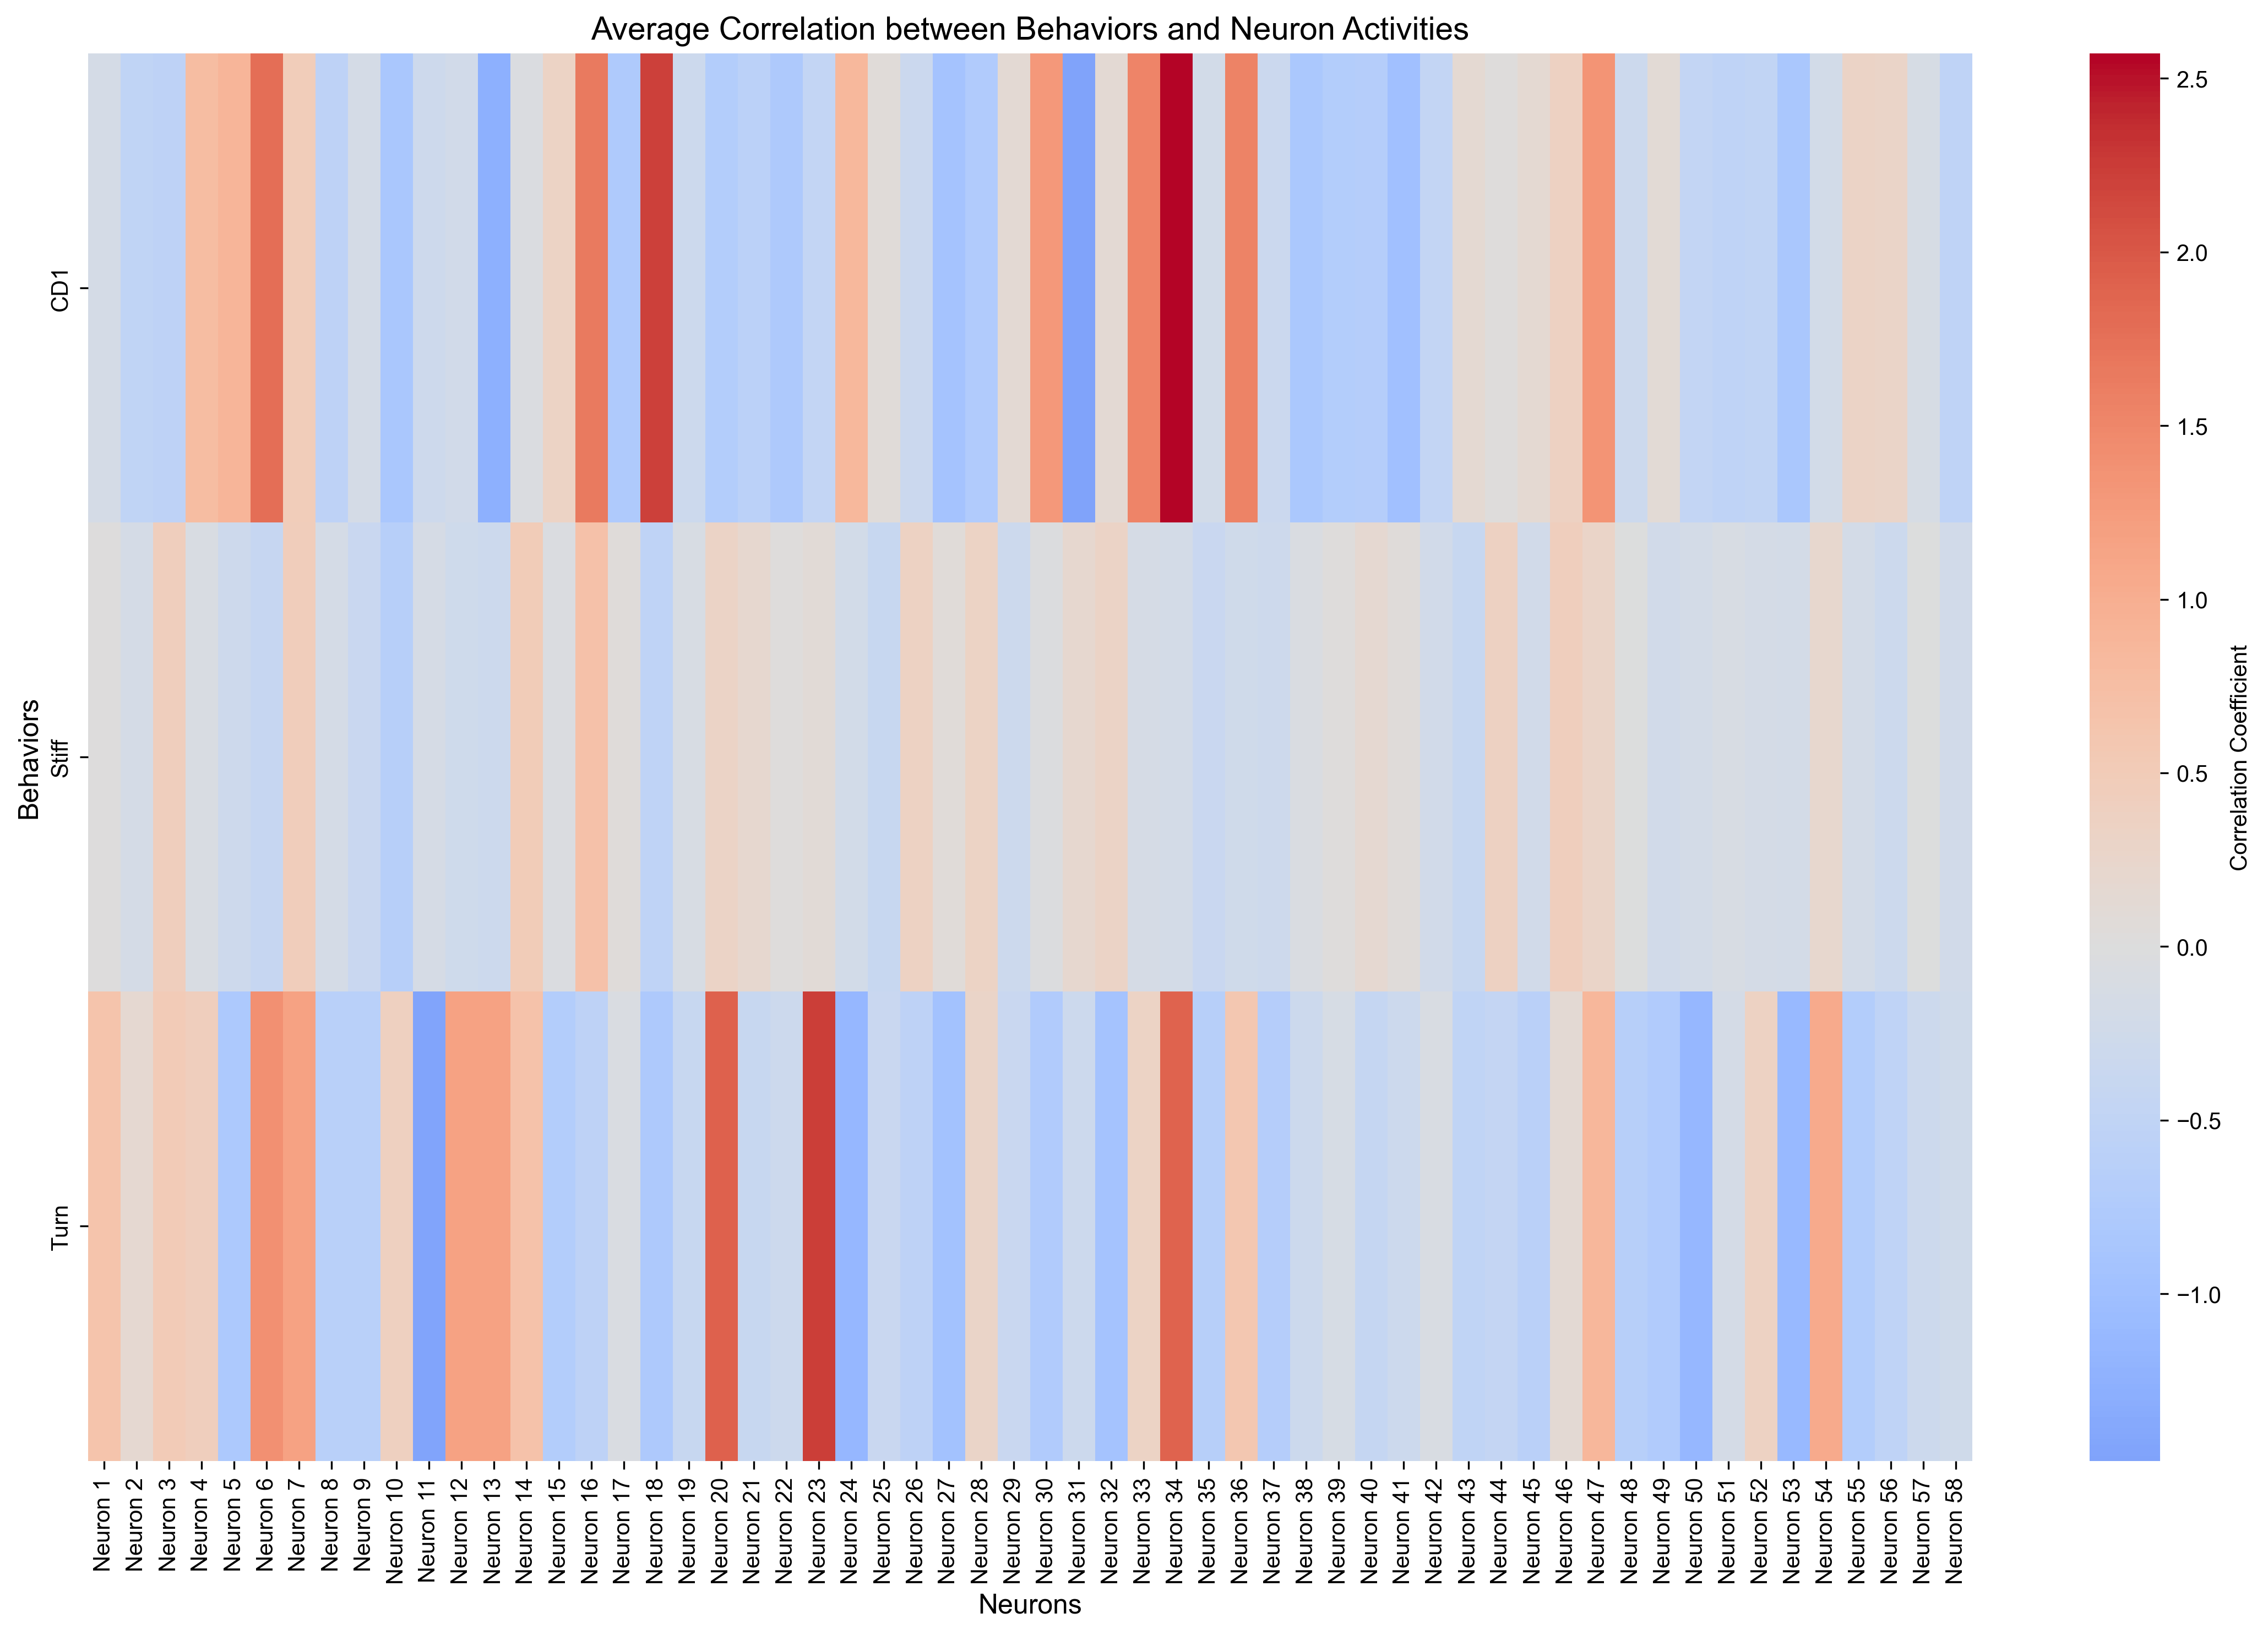 Average Correlation between Behaviors and Neuron Activities
Behaviors
CD1
Stiff
Turn
Neuron 1
Neuron 2
Neuron 3
Neuron 4
Neuron 5
Neuron 6
Neuron 7
Neuron 8
Neuron 9
Neuron 10
Neuron 11
Neuron 12
Neuron 13
Neuron 14
Neuron 15
Neuron 16
Neuron 17
Neuron 18
Neuron 19
Neuron 20
Neuron 21
Neuron 22
Neuron 23
Neuron 24
Neuron 25
Neuron 26
Neuron 27
Neuron 28
Neuron 29
Neuron 30
Neuron 31
Neuron 32
Neuron 33
Neuron 34
Neuron 35
Neuron 36
Neuron 37
Neuron 38
Neuron 39
Neuron 40
Neuron 41
Neuron 42
Neuron 43
Neuron 44
Neuron 45
Neuron 46
Neuron 47
Neuron 48
Neuron 49
Neuron 50
Neuron 51
Neuron 52
Neuron 53
Neuron 54
Neuron 55
Neuron 56
Neuron 57
Neuron 58
Neurons
2.5
2.0
1.5
1.0
0.5
0.0
−0.5
−1.0
Correlation Coefficient